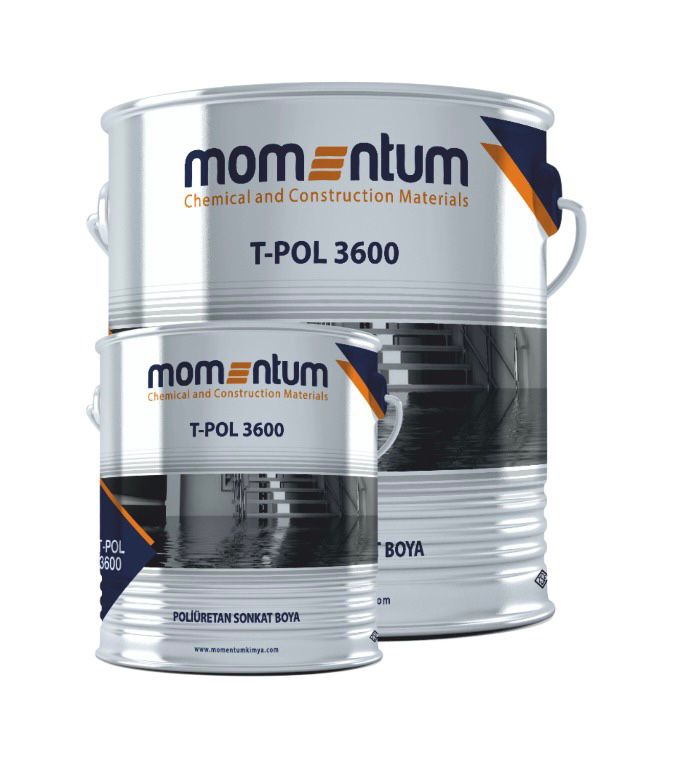 momentum
Chemical and Construction Materials
T-POL 3600
BOYA
om
momentum
Chemical and Construction Materials
T-POL 3600
T-POL
3600
POLİÜRETAN SONKAT BOYA
www.momentumkimya.com